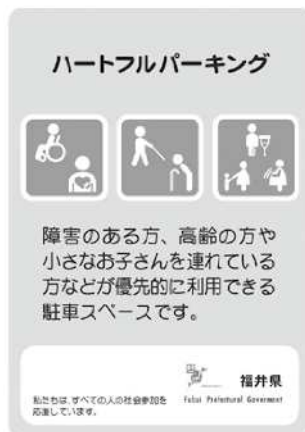 ハートフルパーキング
障害のある方、高齢の方や
小さなお子さんを連れている
方などが優先的に利用できる
駐車スペースです。
私たちは、すべての人の社会参加を
応援しています。
福井県
Fukui Prefectural Goverment